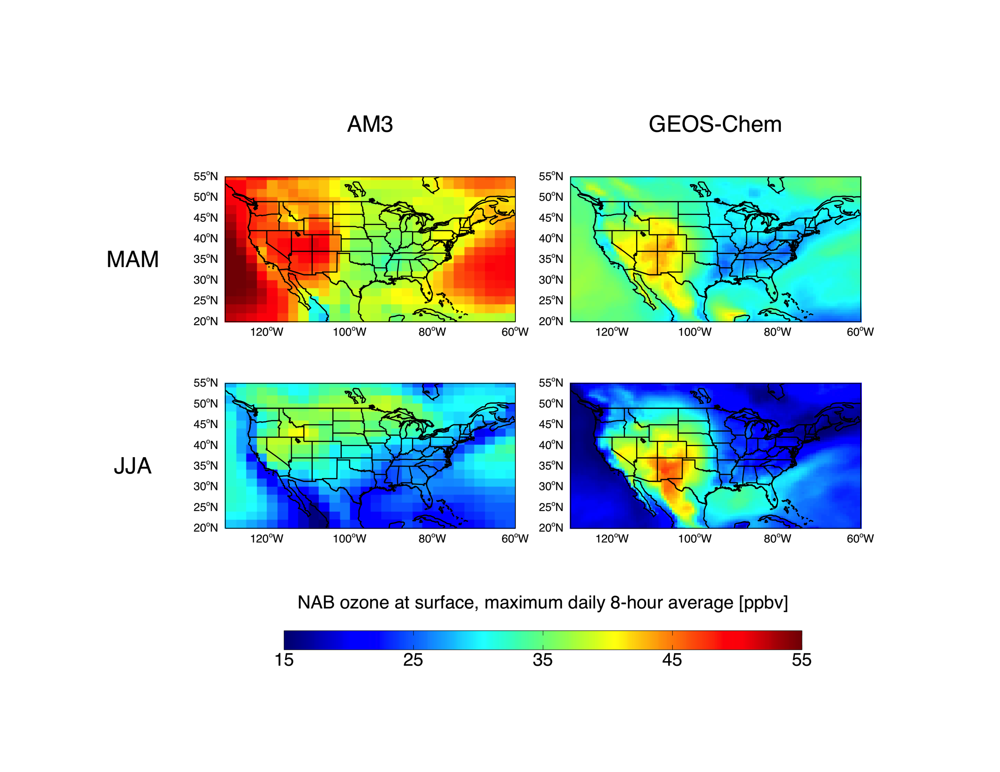 AM3 GEOS-Chem
MAM
55°N 55°N
50°N 50°N
45°N 45°N
40°N 40°N
35°N 35°N
30°N 30°N
25°N 25°N
20°N 20°N
120°W 100°W 80°W 60°W 120°W 100°W 80°W 60°W
JJA
55°N 55°N
50°N 50°N
45°N 45°N
40°N 40°N
35°N 35°N
30°N 30°N
25°N 25°N
20°N 20°N
120°W 100°W 80°W 60°W 120°W 100°W 80°W 60°W
NAB ozone at surface, maximum daily 8-hour average [ppbv]
15 25 35 45 55